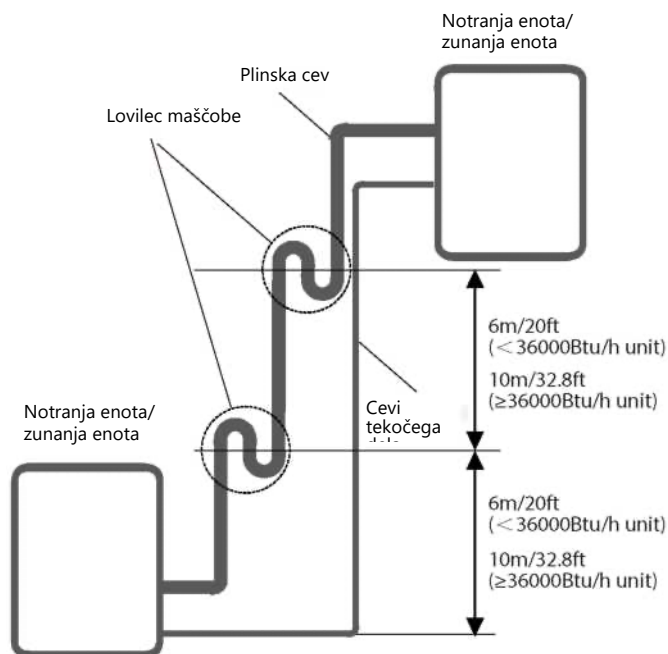 Notranja enota/
zunanja enota
Plinska cev
Lovilec maščobe
6m/20ft
(<36000Btu/h unit)
10m/32.8ft
(≥36000Btu/h unit)
Notranja enota/
zunanja enota
Cevi
tekočega
6m/20ft
(<36000Btu/h unit)
10m/32.8ft
(≥36000Btu/h unit)